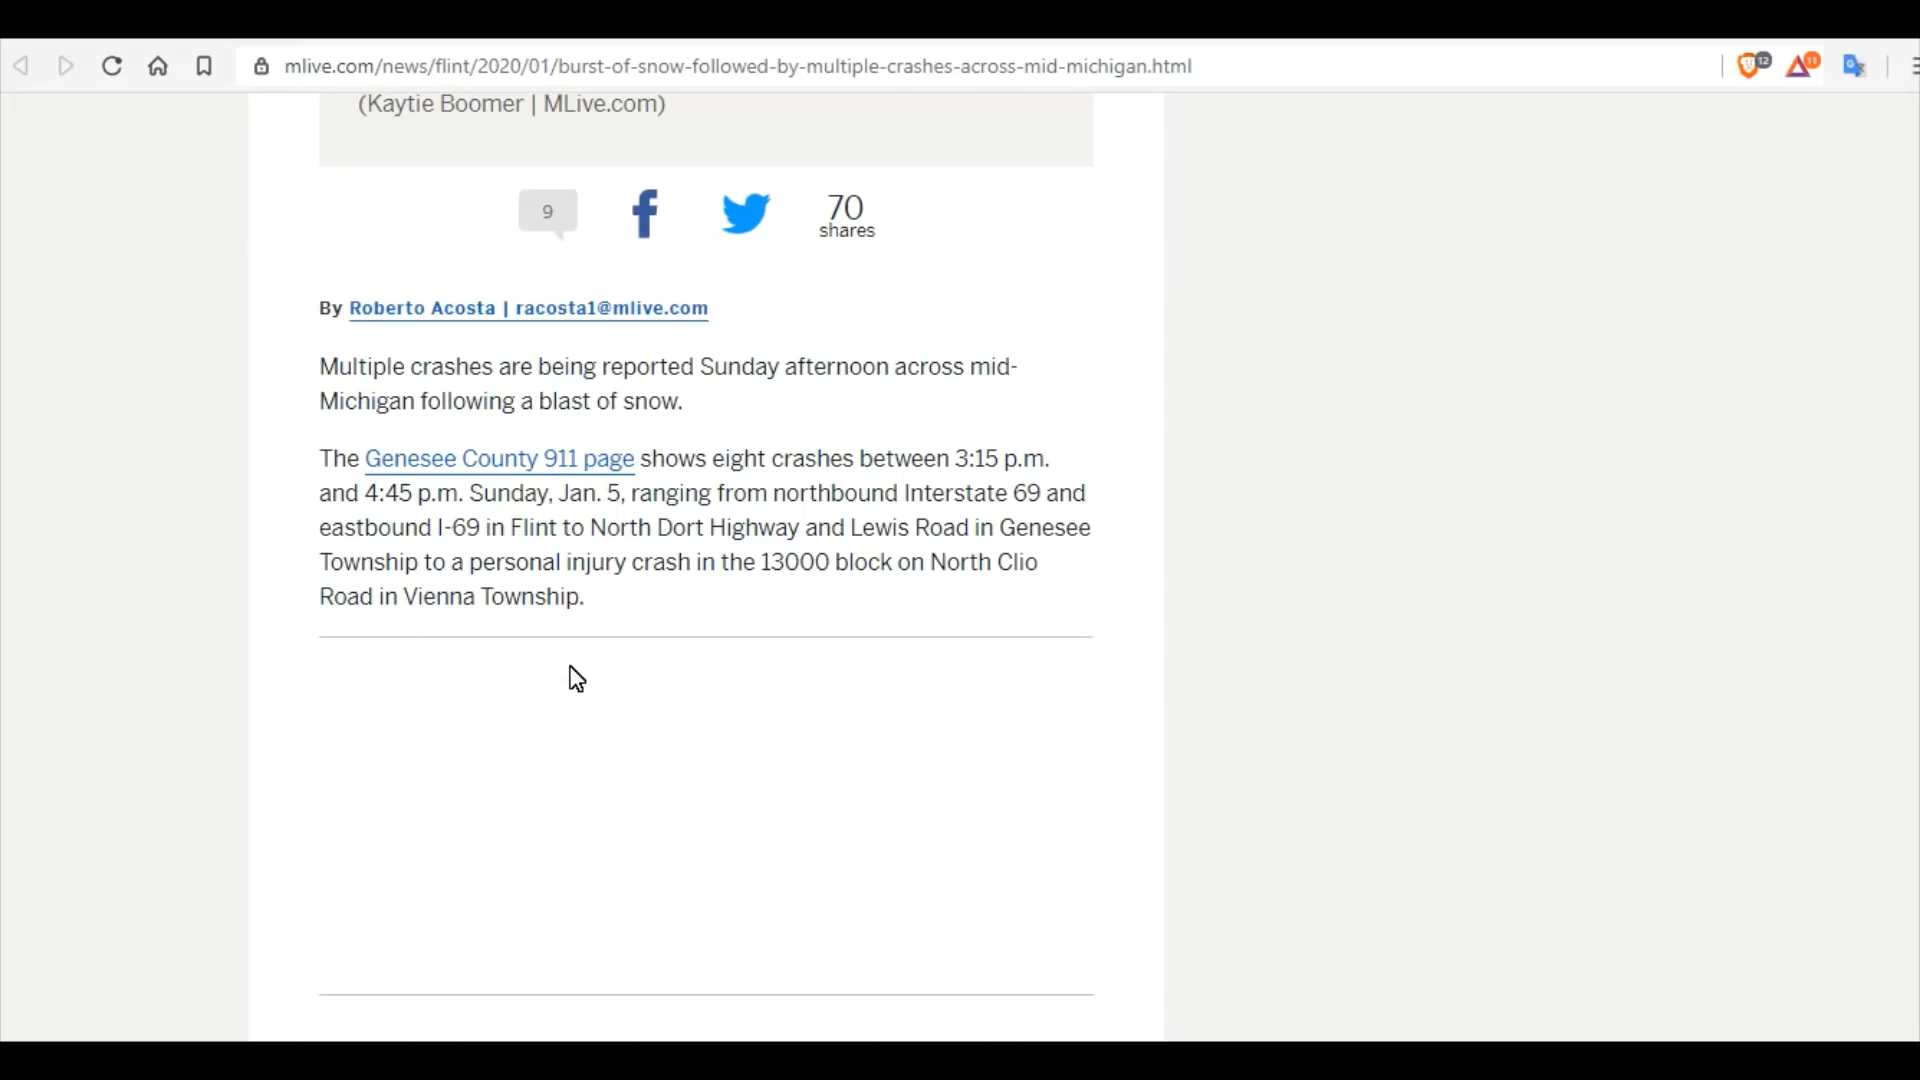 mlive.com/news/flint/2020/01/burst-of-snow-followed-by-multiple-crashes-across-mid-michigan.html
12
11
(Kaytie Boomer | MLive.com)
9
70
shares
By Roberto Acosta | racosta1@mlive.com
Multiple crashes are being reported Sunday afternoon across mid-
Michigan following a blast of snow.
The Genesee County 911 page shows eight crashes between 3:15 p.m.
and 4:45 p.m. Sunday, Jan. 5, ranging from northbound Interstate 69 and
eastbound I-69 in Flint to North Dort Highway and Lewis Road in Genesee
Township to a personal injury crash in the 13000 block on North Clio
Road in Vienna Township.